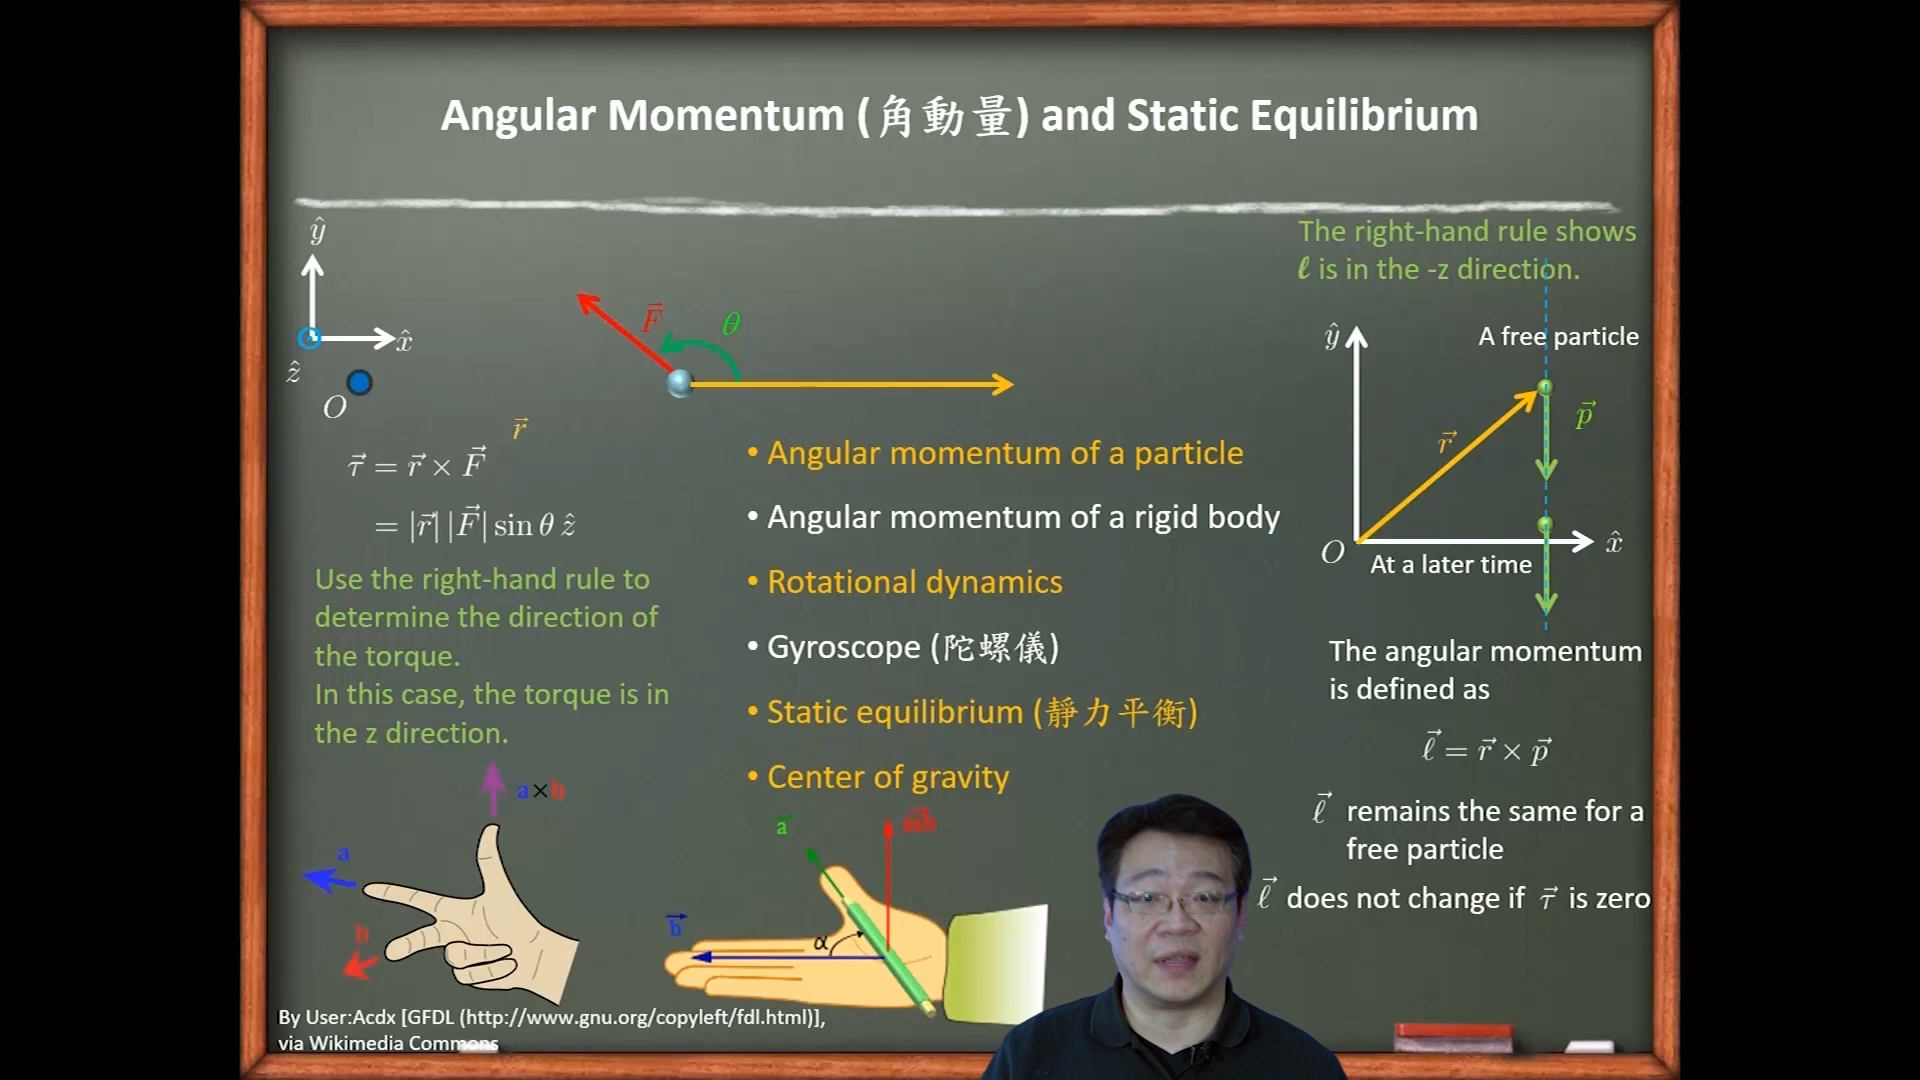 Angular Momentum (角動量) and Static Equilibrium
ŷ
x̂
ẑ
O
F⃗
θ
r⃗
τ⃗ = r⃗ × F⃗
= |r⃗| |F⃗| sin θ ẑ
Use the right-hand rule to
determine the direction of
the torque.
In this case, the torque is in
the z direction.
a×b
a
b
By User:Acdx [GFDL (http://www.gnu.org/copyleft/fdl.html)],
via Wikimedia Commons
• Angular momentum of a particle
• Angular momentum of a rigid body
• Rotational dynamics
• Gyroscope (陀螺儀)
• Static equilibrium (靜力平衡)
• Center of gravity
a⃗
b⃗
α
The right-hand rule shows
ℓ is in the -z direction.
ŷ
A free particle
r⃗
p⃗
O
x̂
At a later time
The angular momentum
is defined as
ℓ⃗ = r⃗ × p⃗
ℓ⃗ remains the same for a
free particle
ℓ⃗ does not change if τ⃗ is zero